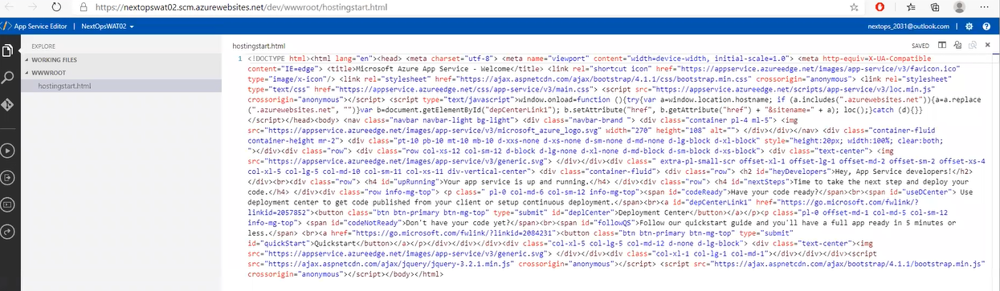 https://nextopswat02.scm.azurewebsites.net/dev/wwwroot/hostingstart.html
App Service Editor | NextOpsWAT02
nextops_2031@outlook.com
EXPLORE
WORKING FILES
WWWROOT
hostingstart.html
hostingstart.html
SAVED
1 <!DOCTYPE html><html lang="en"><head> <meta charset="utf-8"> <meta name="viewport" content="width=device-width, initial-scale=1.0"> <meta http-equiv=X-UA-Compatible
content="IE=edge"> <title>Microsoft Azure App Service - Welcome</title> <link rel="shortcut icon" href="https://appservice.azureedge.net/images/app-service/v3/favicon.ico"
type="image/x-icon"/> <link rel="stylesheet" href="https://ajax.aspnetcdn.com/ajax/bootstrap/4.1.1/css/bootstrap.min.css" crossorigin="anonymous"> <link rel="stylesheet"
type="text/css" href="https://appservice.azureedge.net/css/app-service/v3/main.css"> <script src="https://appservice.azureedge.net/images/app-service/v3/loc.min.js"
crossorigin="anonymous"></script> <script type="text/javascript">window.onload=function (){try{var a=window.location.hostname; if (a.includes(".azurewebsites.net")){a=a.replace
(".azurewebsites.net", "")}var b=document.getElementById("depCenterLink1"); b.setAttribute("href", b.getAttribute("href") + "&sitename=" + a); loc();}catch (d){}}
</script></head><body> <nav class="navbar navbar-light bg-light"> <div class="navbar-brand "> <div class="container pl-4 ml-5"> <img
src="https://appservice.azureedge.net/images/app-service/v3/microsoft_azure_logo.svg" width="270" height="108" alt=""> </div></div></nav> <div class="container-fluid
container-height mr-2"> <div class="pt-10 pb-10 mt-10 mb-10 d-xxs-none d-xs-none d-sm-none d-md-none d-lg-block d-xl-block" style="height:20px; width:100%; clear:both;
"></div><div class="row"> <div class="row col-xs-12 col-sm-12 d-block d-lg-none d-xl-none d-md-block d-sm-block d-xs-block"> <div class="text-center"> <img
src="https://appservice.azureedge.net/images/app-service/v3/generic.svg"> </div></div><div class=" extra-pl-small-scr offset-xl-1 offset-lg-1 offset-md-2 offset-sm-2 offset-xs-4
col-xl-5 col-lg-5 col-md-10 col-sm-11 col-xs-11 div-vertical-center"> <div class="container-fluid"> <div class="row"> <h2 id="heyDevelopers">Hey, App Service developers!</h2>
</div><br><div class="row"> <h4 id="upRunning">Your app service is up and running.</h4> </div><div class="row"> <h4 id="nextSteps">Time to take the next step and deploy your
code.</h4> </div><div class="row info-mg-top"> <p class=" pl-0 col-md-6 col-sm-12 info-mg-top"><span id="codeReady">Have your code ready?</span><br><span id="useDCenter"> Use
deployment center to get code published from your client or setup continuous deployment.</span><br><a id="depCenterLink1" href="https://go.microsoft.com/fwlink/?
linkid=2057852"><button class="btn btn-primary btn-mg-top" type="submit" id="deplCenter">Deployment Center</button></a></p><p class="pl-0 offset-md-1 col-md-5 col-sm-12
info-mg-top"> <span id="codeNotReady">Don't have your code yet?</span><br><span id="followQS">Follow our quickstart guide and you'll have a full app ready in 5 minutes or
less.</span> <br><a href="https://go.microsoft.com/fwlink/?linkid=2084231"><button class="btn btn-primary btn-mg-top" type="submit"
id="quickStart">Quickstart</button></a></p></div></div></div><div class="col-xl-5 col-lg-5 col-md-12 d-none d-lg-block"> <div class="text-center"><img
src="https://appservice.azureedge.net/images/app-service/v3/generic.svg"> </div></div><div class="col-xl-1 col-lg-1 col-md-1"></div></div></div><script
src="https://ajax.aspnetcdn.com/ajax/jquery/jquery-3.2.1.min.js" crossorigin="anonymous"></script> <script src="https://ajax.aspnetcdn.com/ajax/bootstrap/4.1.1/bootstrap.min.js"
crossorigin="anonymous"></script></body></html>